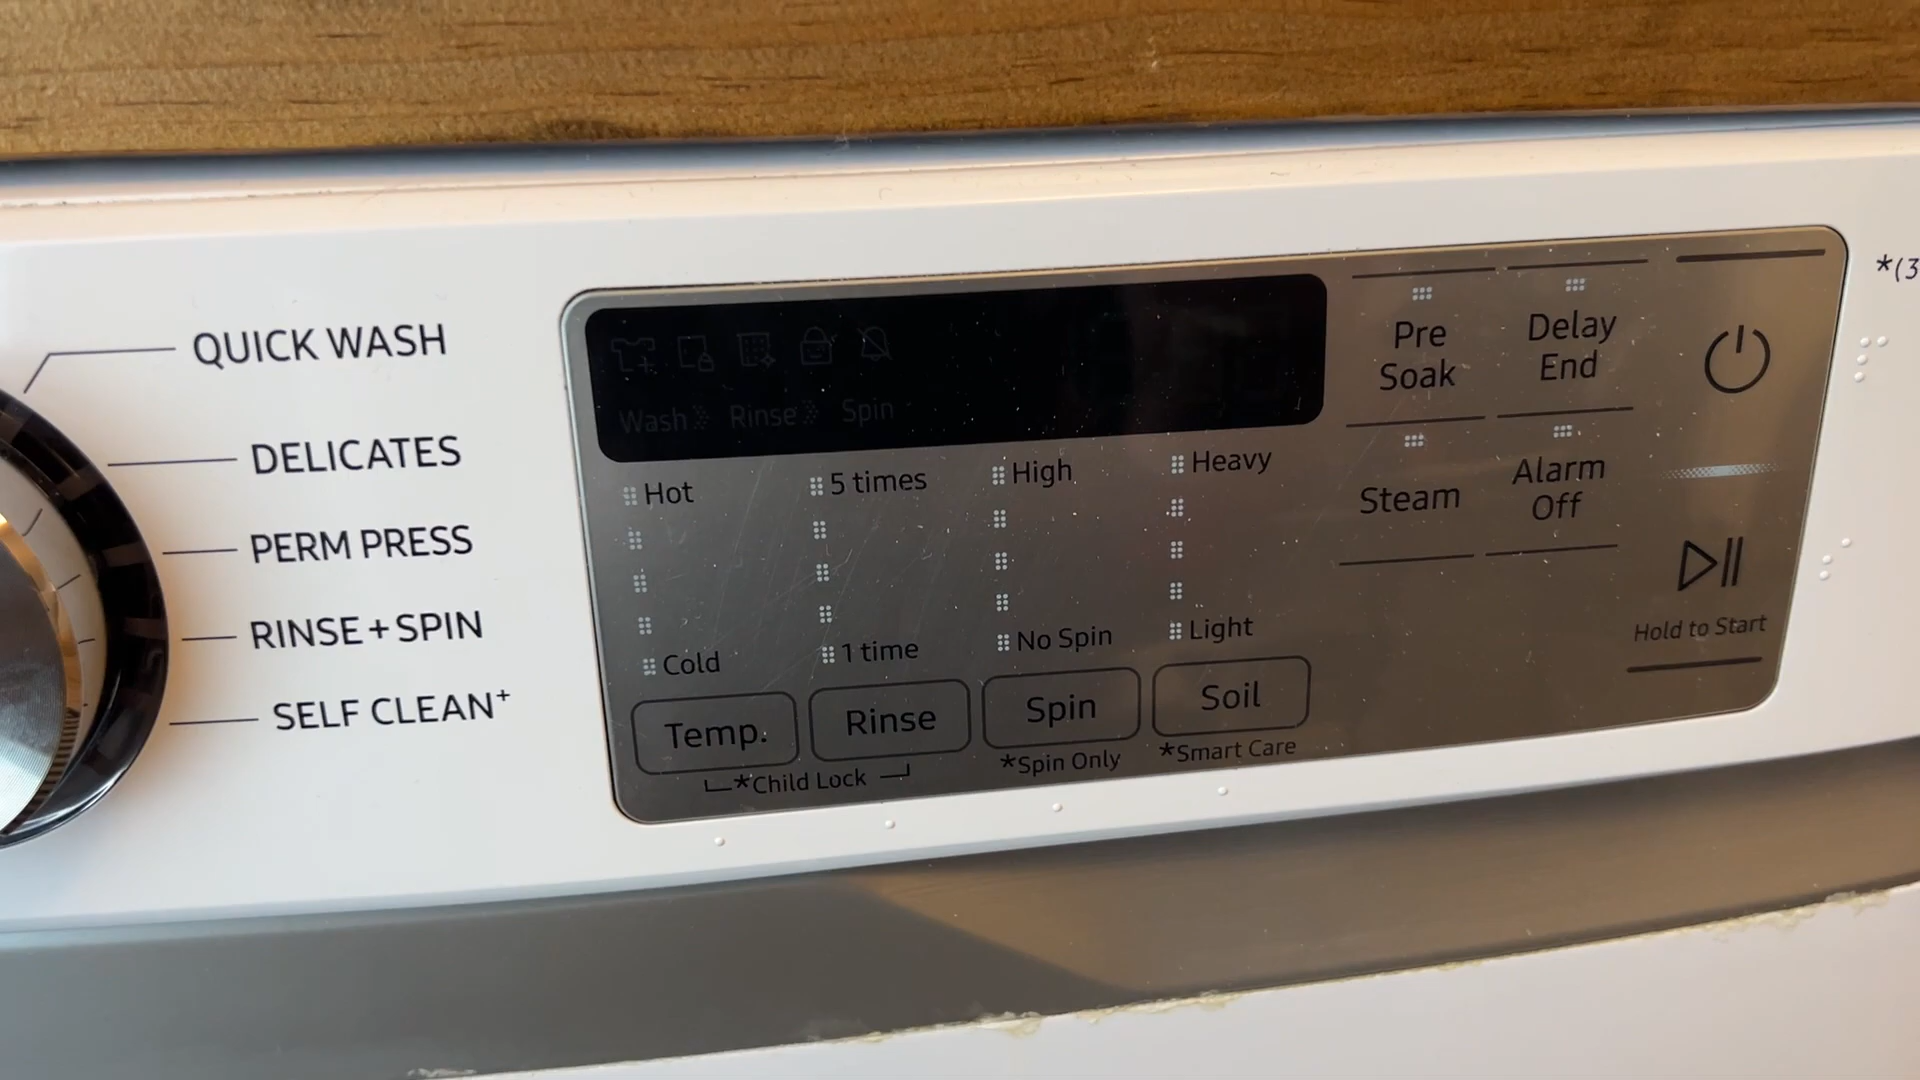 QUICK WASH
DELICATES
PERM PRESS
RINSE + SPIN
SELF CLEAN+
Wash Rinse Spin
Hot
Cold
Temp.
5 times
1 time
Rinse
*Child Lock
High
No Spin
Spin
*Spin Only
Heavy
Light
Soil
*Smart Care
Pre
Soak
Delay
End
Steam
Alarm
Off
Hold to Start
*(3